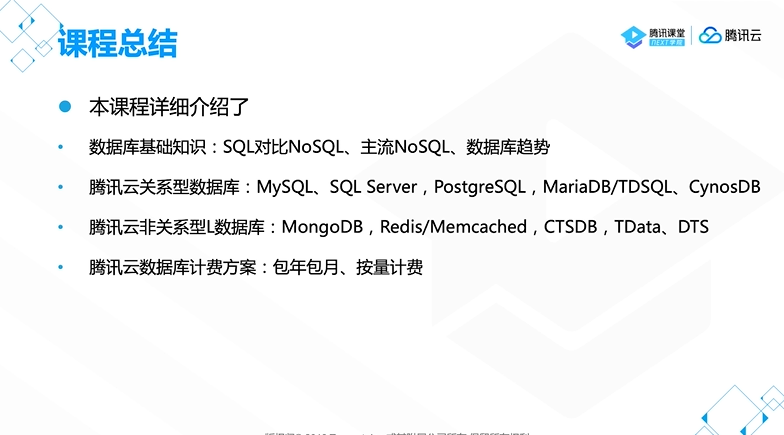 课程总结
腾讯课堂
NEXT学院
腾讯云
● 本课程详细介绍了
• 数据库基础知识：SQL对比NoSQL、主流NoSQL、数据库趋势
• 腾讯云关系型数据库：MySQL、SQL Server，PostgreSQL，MariaDB/TDSQL、CynosDB
• 腾讯云非关系型L数据库：MongoDB，Redis/Memcached，CTSDB，TData、DTS
• 腾讯云数据库计费方案：包年包月、按量计费